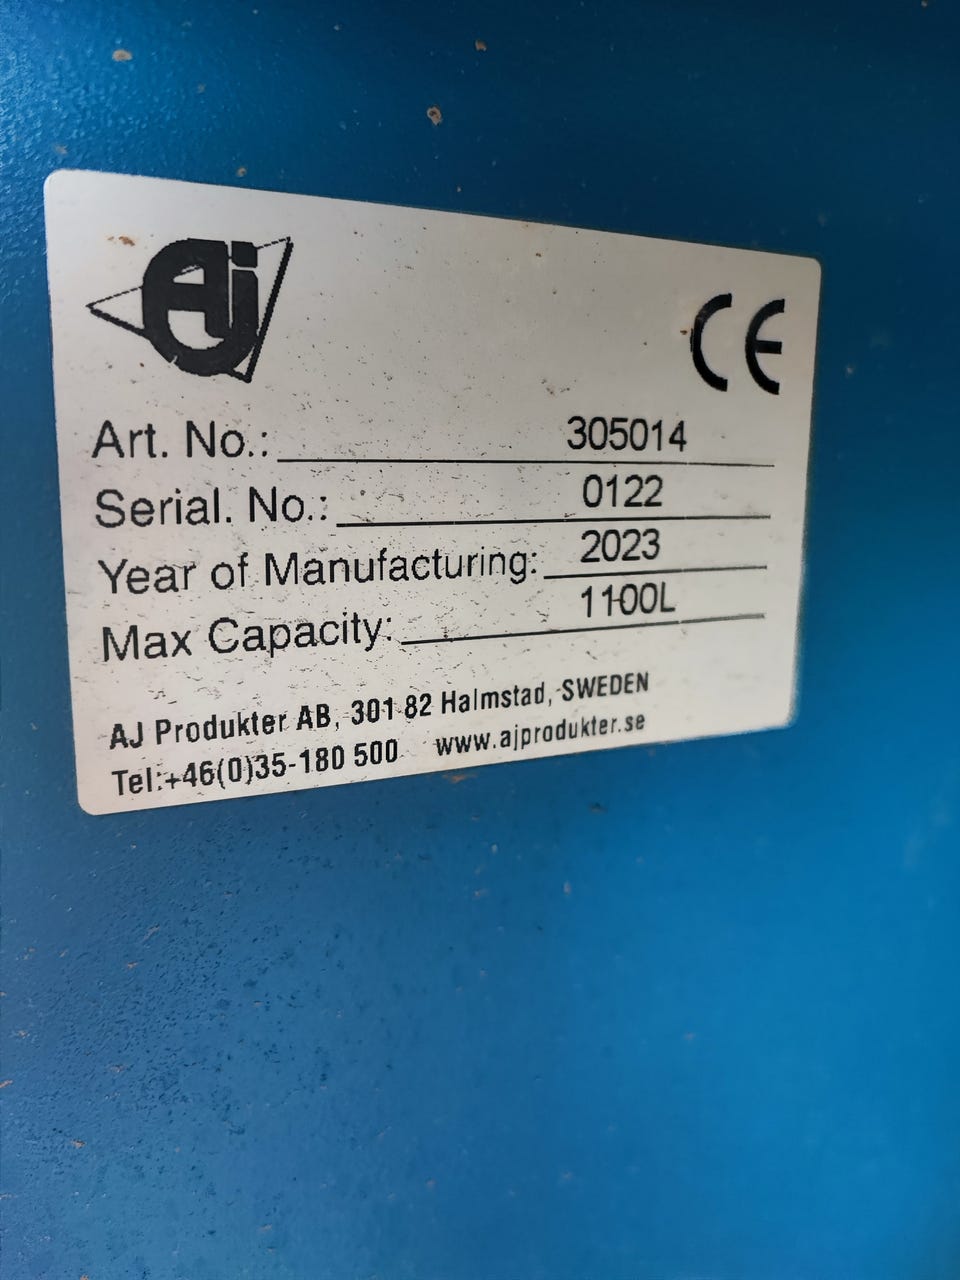 Aj
CE
Art. No.: 305014
Serial. No.: 0122
Year of Manufacturing: 2023
Max Capacity: 1100L
AJ Produkter AB, 301 82 Halmstad, SWEDEN
Tel:+46(0)35-180 500 www.ajprodukter.se